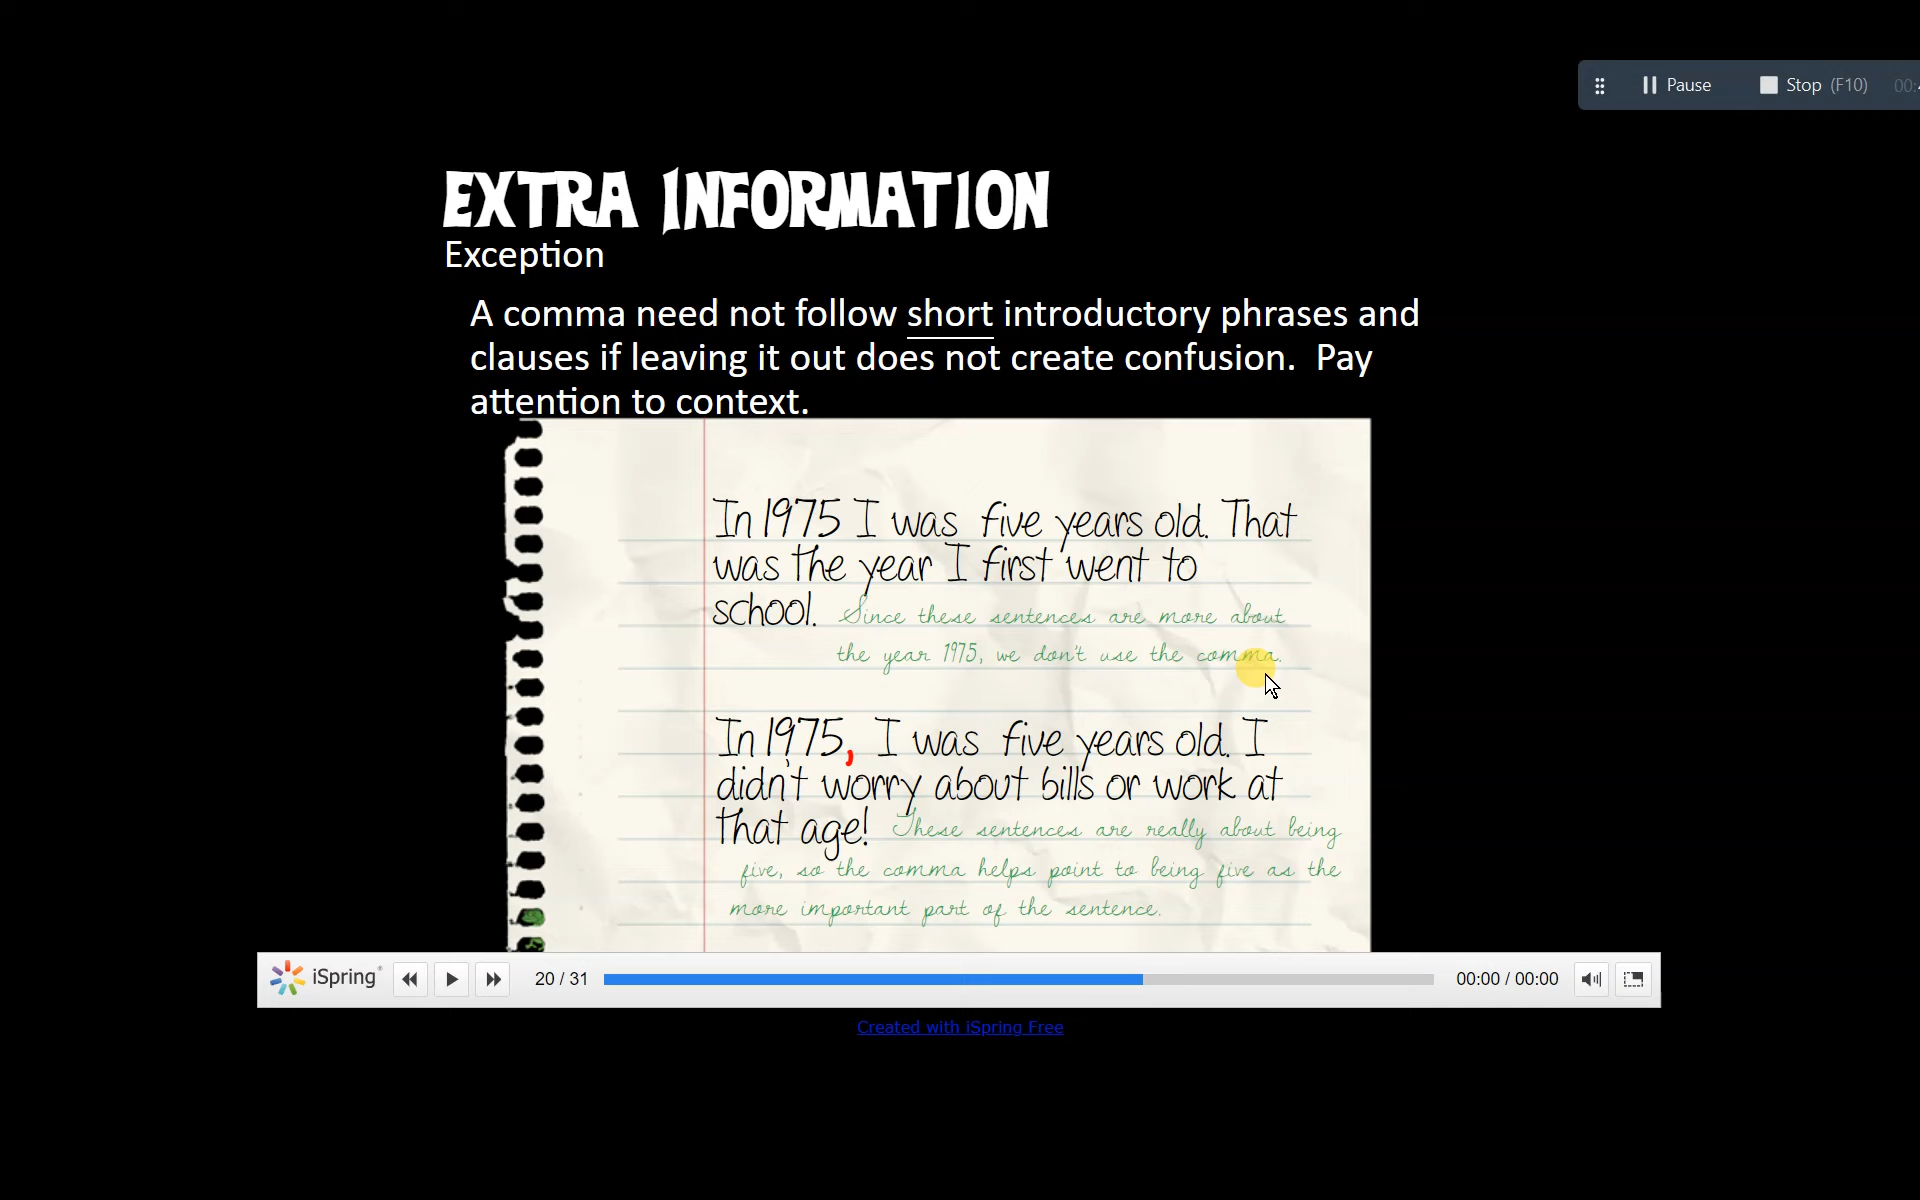 Pause Stop (F10) 00:
EXTRA INFORMATION
Exception
A comma need not follow short introductory phrases and
clauses if leaving it out does not create confusion.  Pay
attention to context.
In 1975 I was five years old. That
was the year I first went to
school. Since these sentences are more about
the year 1975, we don't use the comma.
In 1975, I was five years old. I
didn't worry about bills or work at
that age! These sentences are really about being
five, so the comma helps point to being five as the
more important part of the sentence.
iSpring® 20 / 31 00:00 / 00:00
Created with iSpring Free